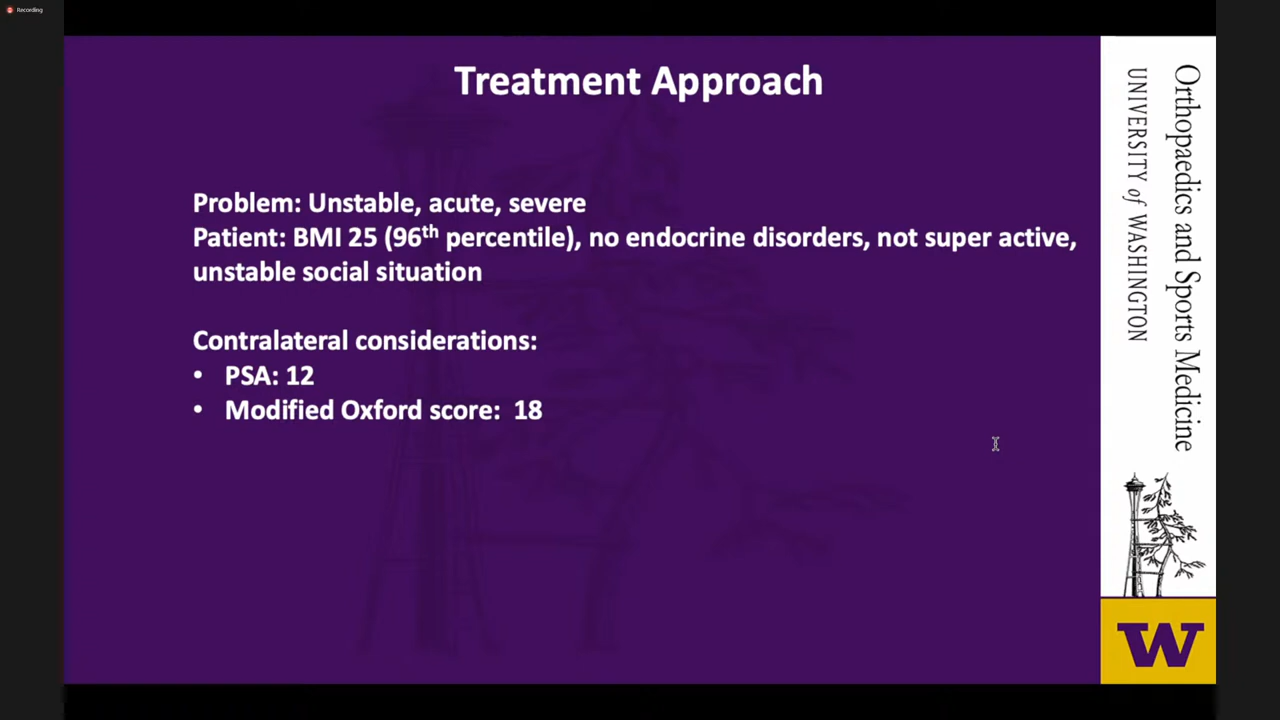 Recording
Treatment Approach
Problem: Unstable, acute, severe
Patient: BMI 25 (96th percentile), no endocrine disorders, not super active,
unstable social situation
Contralateral considerations:
• PSA: 12
• Modified Oxford score: 18
Orthopaedics and Sports Medicine
UNIVERSITY of WASHINGTON
W